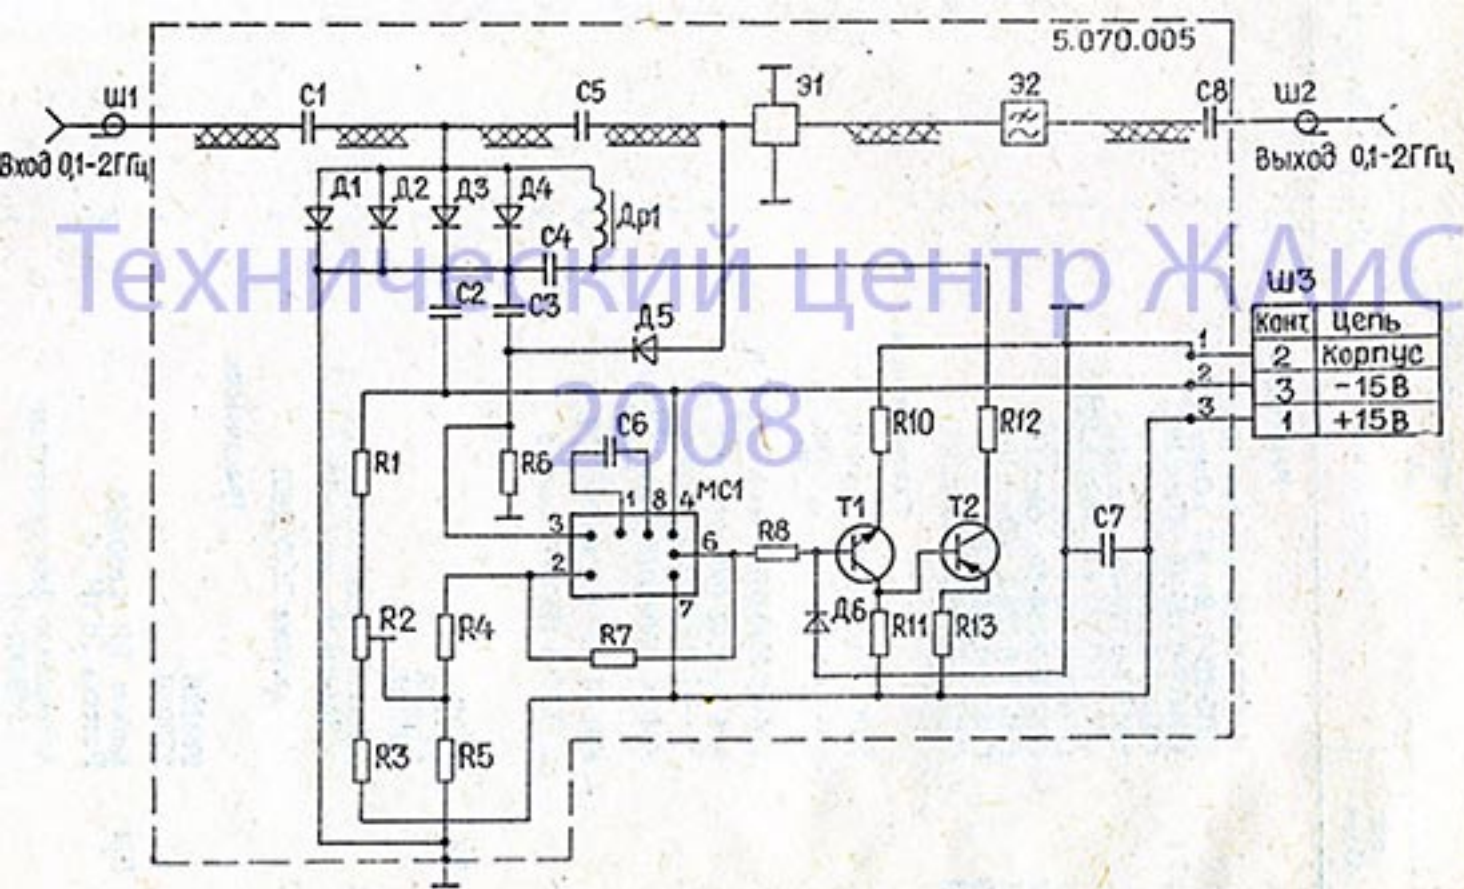 5.070.005
Ш1
С1
С5
Э1
Э2
С8
Ш2
Вход 0,1-2ГГц
Выход 0,1-2ГГц
Д1
Д2
Д3
Д4
Др1
С4
Технический центр ЖАиС
2008
С2
С3
Д5
Ш3
Конт Цепь
2 Корпус
3 -15В
1 +15В
1
2
3
R1
R6
С6
R10
R12
1 8 4 МС1
3
2
6
7
R8
Т1
Т2
С7
R2
R4
R7
Д6
R11
R13
R3
R5